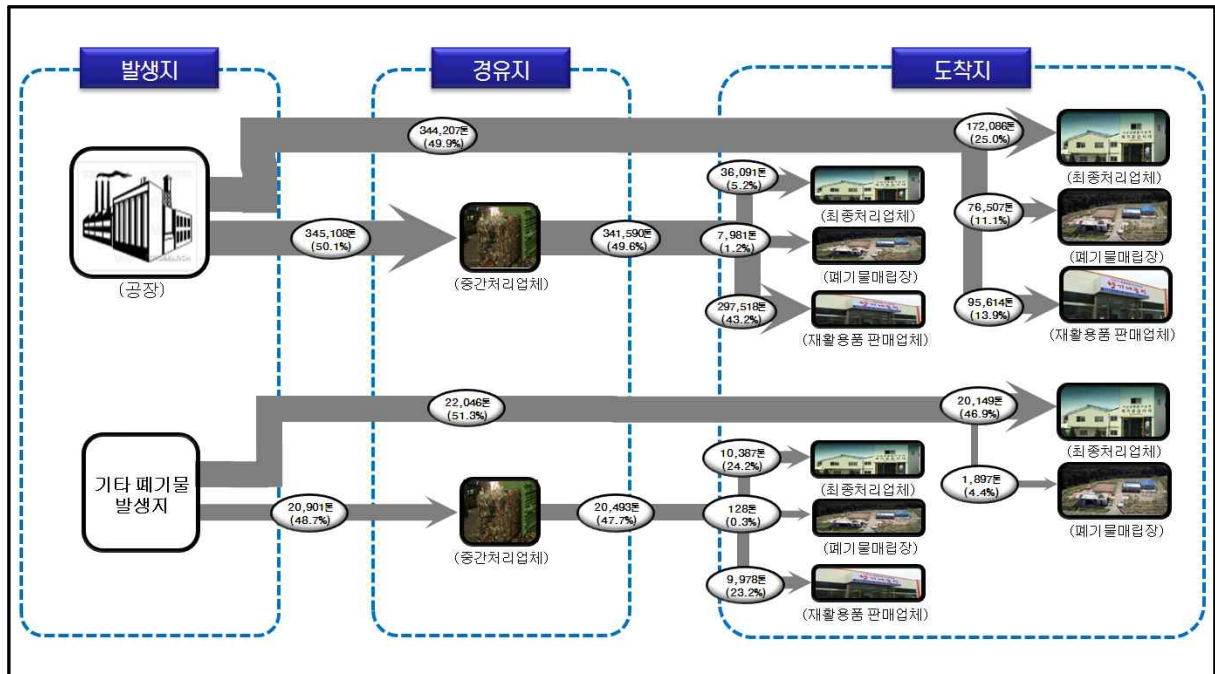 발생지
경유지
도착지
344,207톤
(49.9%)
172,086톤
(25.0%)
(최종처리업체)
36,091톤
(5.2%)
(최종처리업체)
76,507톤
(11.1%)
(폐기물매립장)
345,108톤
(50.1%)
341,590톤
(49.6%)
7,981톤
(1.2%)
(폐기물매립장)
(공장)
(중간처리업체)
297,518톤
(43.2%)
(재활용품 판매업체)
95,614톤
(13.9%)
(재활용품 판매업체)
22,046톤
(51.3%)
20,149톤
(46.9%)
(최종처리업체)
기타 폐기물
발생지
10,387톤
(24.2%)
(최종처리업체)
1,897톤
(4.4%)
(폐기물매립장)
20,901톤
(48.7%)
20,493톤
(47.7%)
128톤
(0.3%)
(폐기물매립장)
(중간처리업체)
9,978톤
(23.2%)
(재활용품 판매업체)